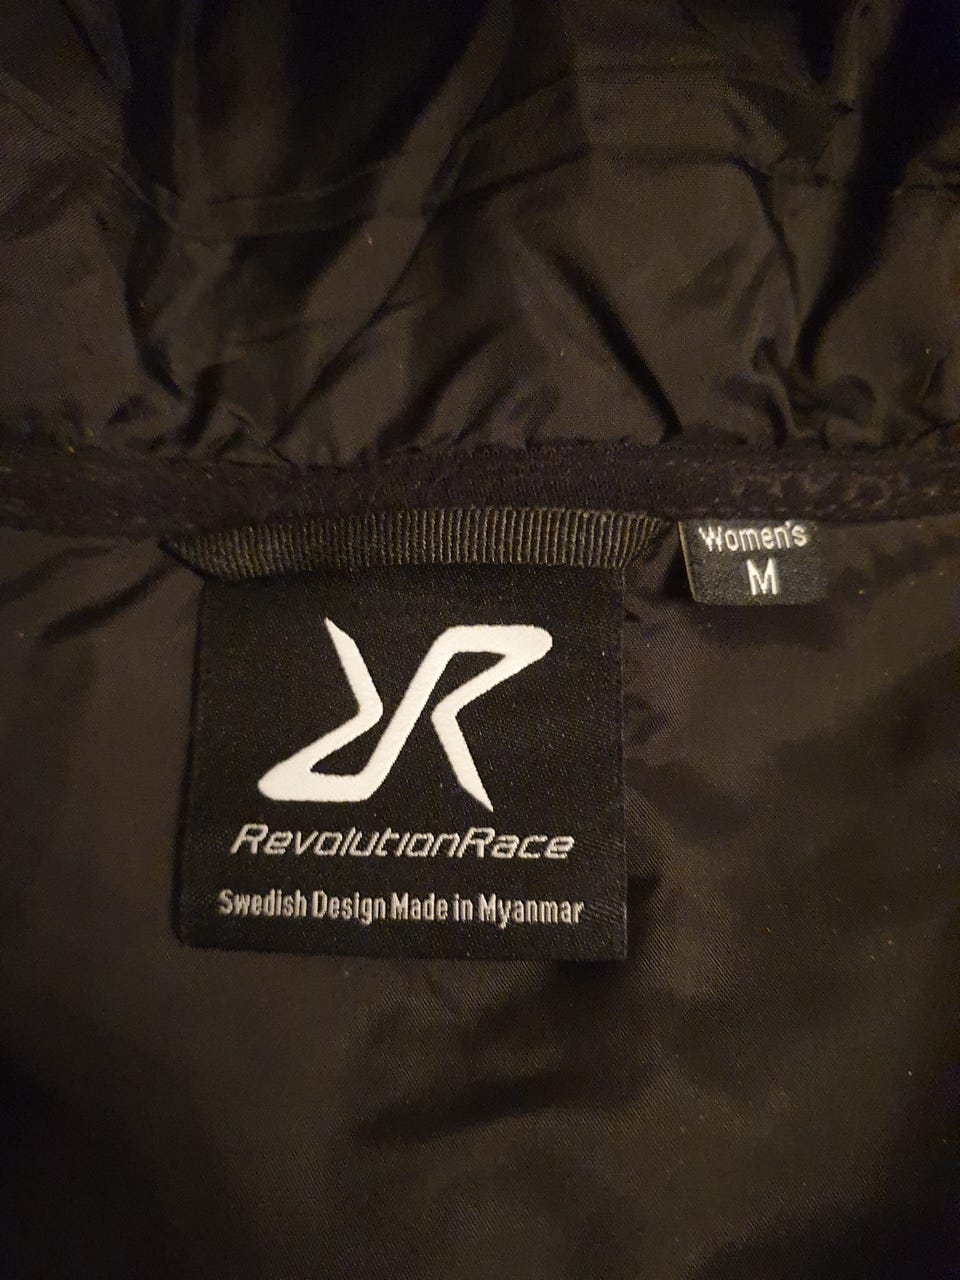 Women's
M
RevolutionRace
Swedish Design Made in Myanmar